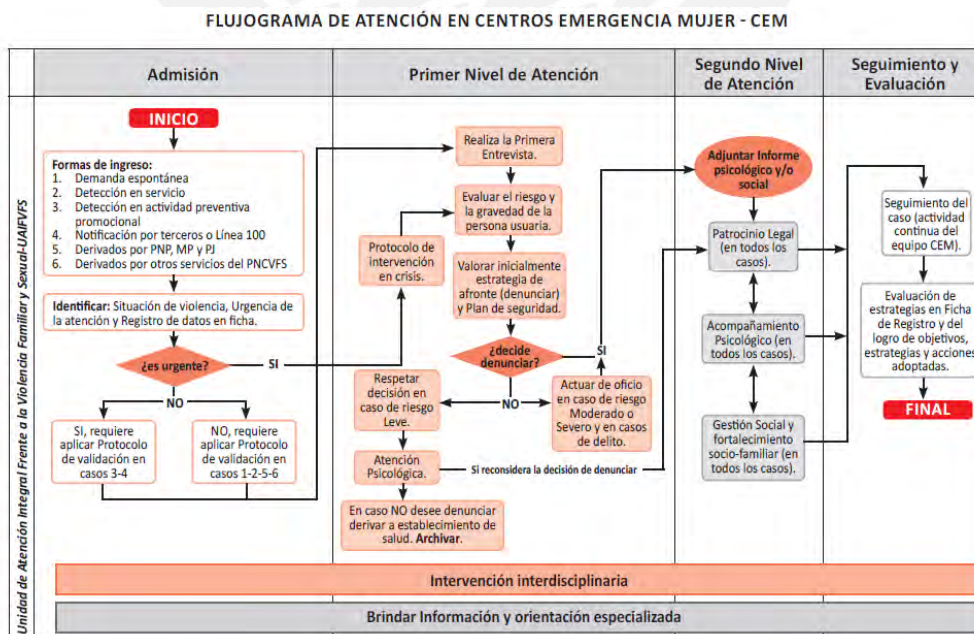 FLUJOGRAMA DE ATENCIÓN EN CENTROS EMERGENCIA MUJER - CEM
Unidad de Atención Integral Frente a la Violencia Familiar y Sexual-UAIFVFS
Admisión
Primer Nivel de Atención
Segundo Nivel
de Atención
Seguimiento y
Evaluación
INICIO
Formas de ingreso:
1. Demanda espontánea
2. Detección en servicio
3. Detección en actividad preventiva
promocional
4. Notificación por terceros o Línea 100
5. Derivados por PNP, MP y PJ
6. Derivados por otros servicios del PNCVFS
Identificar: Situación de violencia, Urgencia de
la atención y Registro de datos en ficha.
¿es urgente?
SI
NO
SI, requiere
aplicar Protocolo
de validación en
casos 3-4
NO, requiere
aplicar Protocolo
de validación en
casos 1-2-5-6
Protocolo de
intervención
en crisis.
Realiza la Primera
Entrevista.
Evaluar el riesgo y
la gravedad de la
persona usuaria.
Valorar inicialmente
estrategia de
afronte (denunciar)
y Plan de seguridad.
¿decide
denunciar?
SI
NO
Respetar
decisión en
caso de riesgo
Leve.
Actuar de oficio
en caso de riesgo
Moderado o
Severo y en casos
de delito.
Atención
Psicológica.
Si reconsidera la decisión de denunciar
En caso NO desee denunciar
derivar a establecimiento de
salud. Archivar.
Adjuntar Informe
psicológico y/o
social
Patrocinio Legal
(en todos los
casos).
Acompañamiento
Psicológico (en
todos los casos).
Gestión Social y
fortalecimiento
socio-familiar (en
todos los casos).
Seguimiento del
caso (actividad
continua del
equipo CEM).
Evaluación de
estrategias en Ficha
de Registro y del
logro de objetivos,
estrategias y acciones
adoptadas.
FINAL
Intervención interdisciplinaria
Brindar Información y orientación especializada